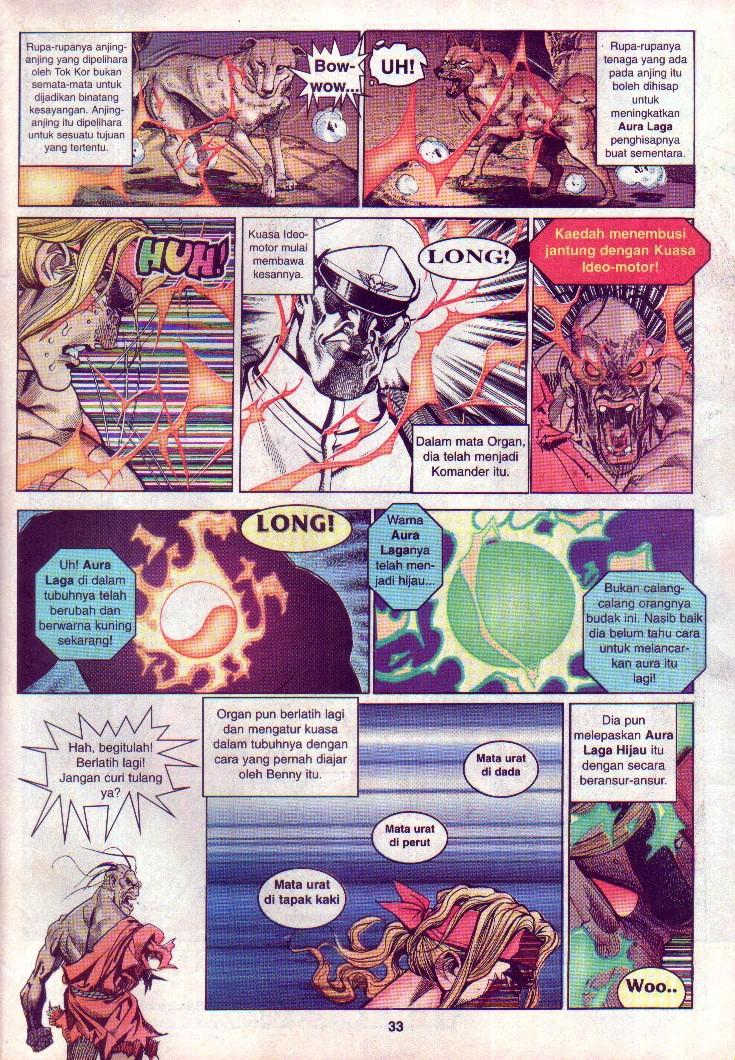 Rupa-rupanya anjing-
anjing yang dipelihara
oleh Tok Kor bukan
semata-mata untuk
dijadikan binatang
kesayangan. Anjing-
anjing itu dipelihara
untuk sesuatu tujuan
yang tertentu.
Bow-
wow...
UH!
Rupa-rupanya
tenaga yang ada
pada anjing itu
boleh dihisap
untuk
meningkatkan
Aura Laga
penghisapnya
buat sementara.
HUH!
Kuasa Ideo-
motor mulai
membawa
kesannya.
LONG!
Dalam mata Organ,
dia telah menjadi
Komander itu.
Kaedah menembusi
jantung dengan Kuasa
Ideo-motor!
Uh! Aura
Laga di dalam
tubuhnya telah
berubah dan
berwarna kuning
sekarang!
LONG!
Warna
Aura
Laganya
telah men-
jadi hijau...
Bukan calang-
calang orangnya
budak ini. Nasib baik
dia belum tahu cara
untuk melancar-
kan aura itu
lagi!
Hah, begitulah!
Berlatih lagi!
Jangan curi tulang
ya?
Organ pun berlatih lagi
dan mengatur kuasa
dalam tubuhnya dengan
cara yang pernah diajar
oleh Benny itu.
Mata urat
di dada
Mata urat
di perut
Mata urat
di tapak kaki
Dia pun
melepaskan Aura
Laga Hijau itu
dengan secara
beransur-ansur.
Woo..
33